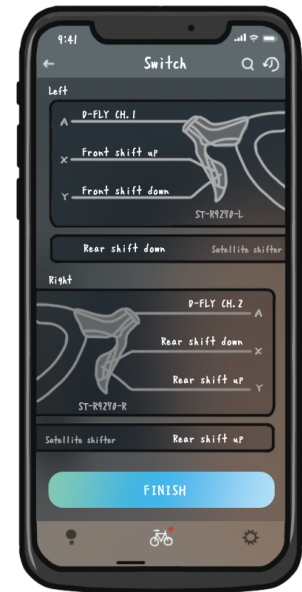 9:41
Switch
Left
A D-FLY CH. 1
X Front shift up
Y Front shift down
ST-R9270-L
Rear shift down Satellite shifter
Right
D-FLY CH. 2 A
Rear shift down X
Rear shift up Y
ST-R9270-R
Satellite shifter Rear shift up
FINISH